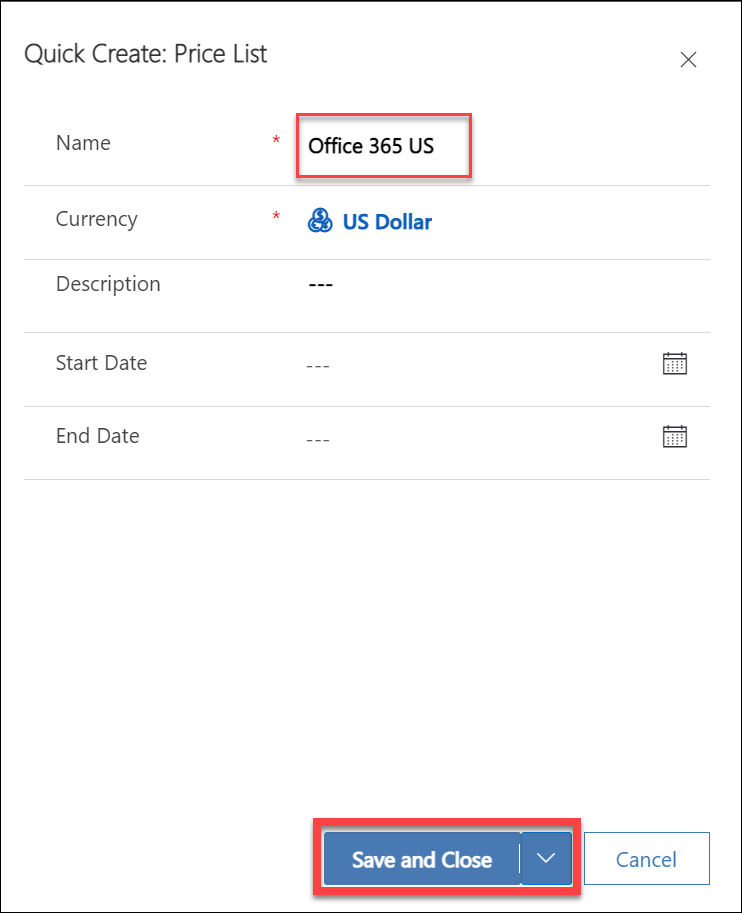 Quick Create: Price List
Name * Office 365 US
Currency * US Dollar
Description ---
Start Date ---
End Date ---
Save and Close Cancel